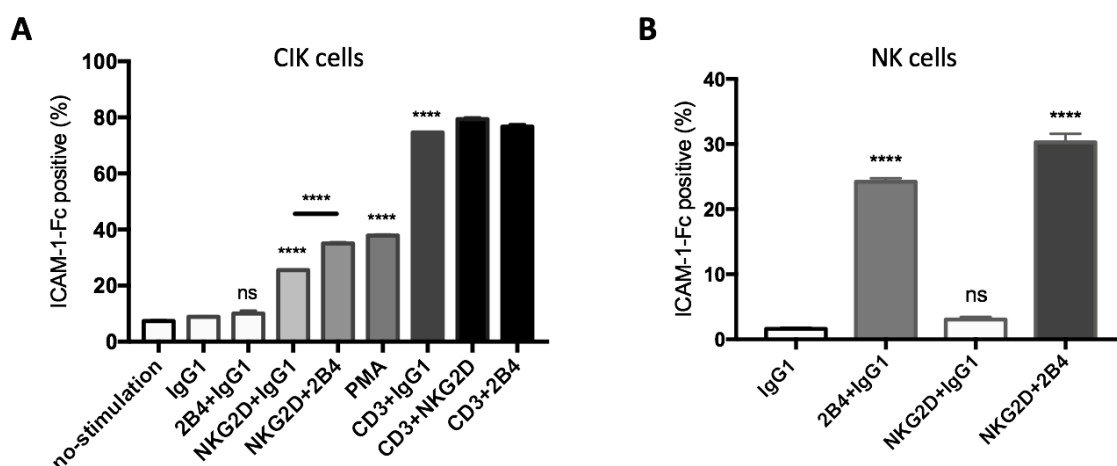 A
CIK cells
ICAM-1-Fc positive (%)
100
80
60
40
20
0
ns
****
****
****
****
no-stimulation
IgG1
2B4+IgG1
NKG2D+IgG1
NKG2D+2B4
PMA
CD3+IgG1
CD3+NKG2D
CD3+2B4
B
NK cells
ICAM-1-Fc positive (%)
40
30
20
10
0
****
ns
****
IgG1
2B4+IgG1
NKG2D+IgG1
NKG2D+2B4